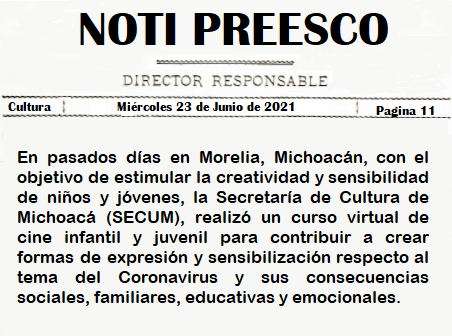 NOTI PREESCO
DIRECTOR RESPONSABLE
Cultura
Miércoles 23 de Junio de 2021
Pagina 11
En pasados días en Morelia, Michoacán, con el
objetivo de estimular la creatividad y sensibilidad
de niños y jóvenes, la Secretaría de Cultura de
Michoacá (SECUM), realizó un curso virtual de
cine infantil y juvenil para contribuir a crear
formas de expresión y sensibilización respecto al
tema del Coronavirus y sus consecuencias
sociales, familiares, educativas y emocionales.